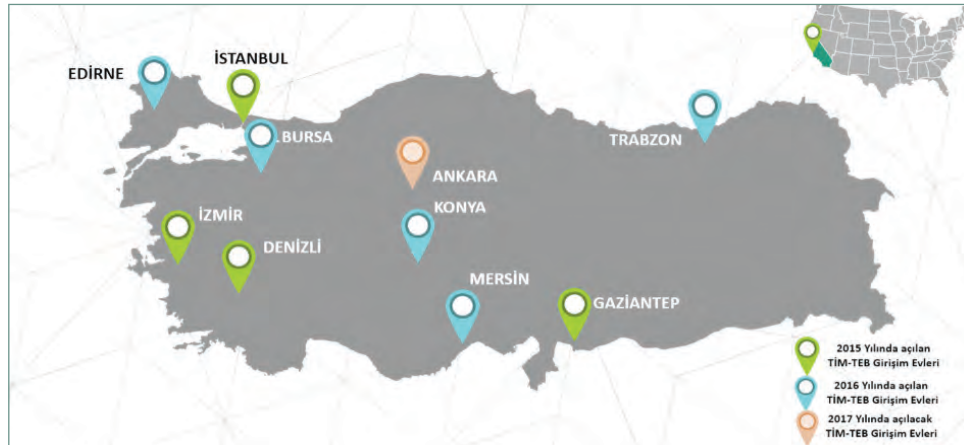 İSTANBUL
EDİRNE
.BURSA
TRABZON
ANKARA
İZMİR
KONYA
DENİZLİ
MERSİN
GAZİANTEP
2015 Yılında açılan
TİM-TEB Girişim Evleri
2016 Yılında açılan
TİM-TEB Girişim Evleri
2017 Yılında açılacak
TİM-TEB Girişim Evleri